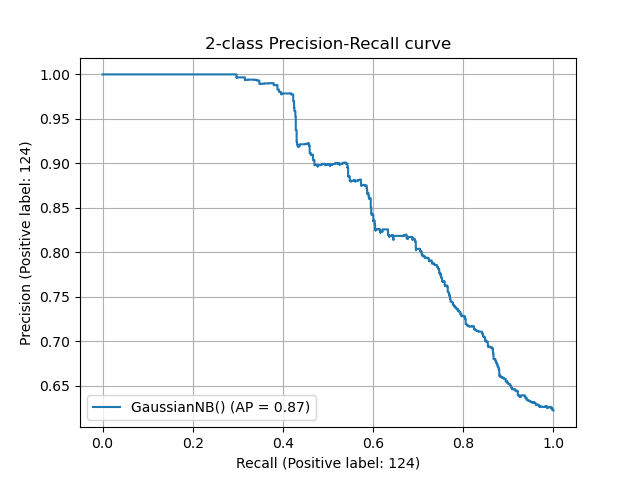 2-class Precision-Recall curve
1.00
0.95
0.90
0.85
0.80
0.75
0.70
0.65
Precision (Positive label: 124)
GaussianNB() (AP = 0.87)
0.0 0.2 0.4 0.6 0.8 1.0
Recall (Positive label: 124)